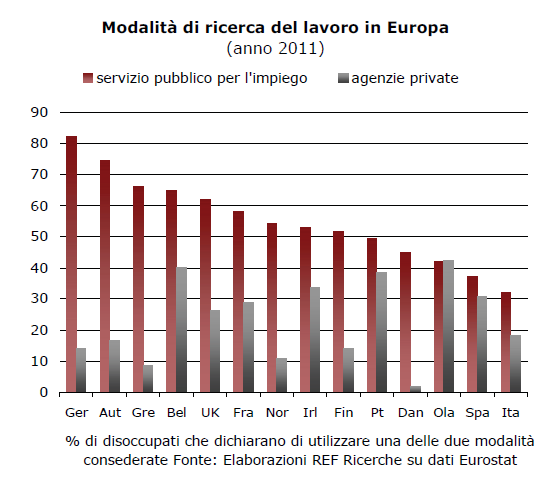 Modalità di ricerca del lavoro in Europa
(anno 2011)
servizio pubblico per l'impiego agenzie private
90
80
70
60
50
40
30
20
10
0
Ger Aut Gre Bel UK Fra Nor Irl Fin Pt Dan Ola Spa Ita
% di disoccupati che dichiarano di utilizzare una delle due modalità
consederate Fonte: Elaborazioni REF Ricerche su dati Eurostat